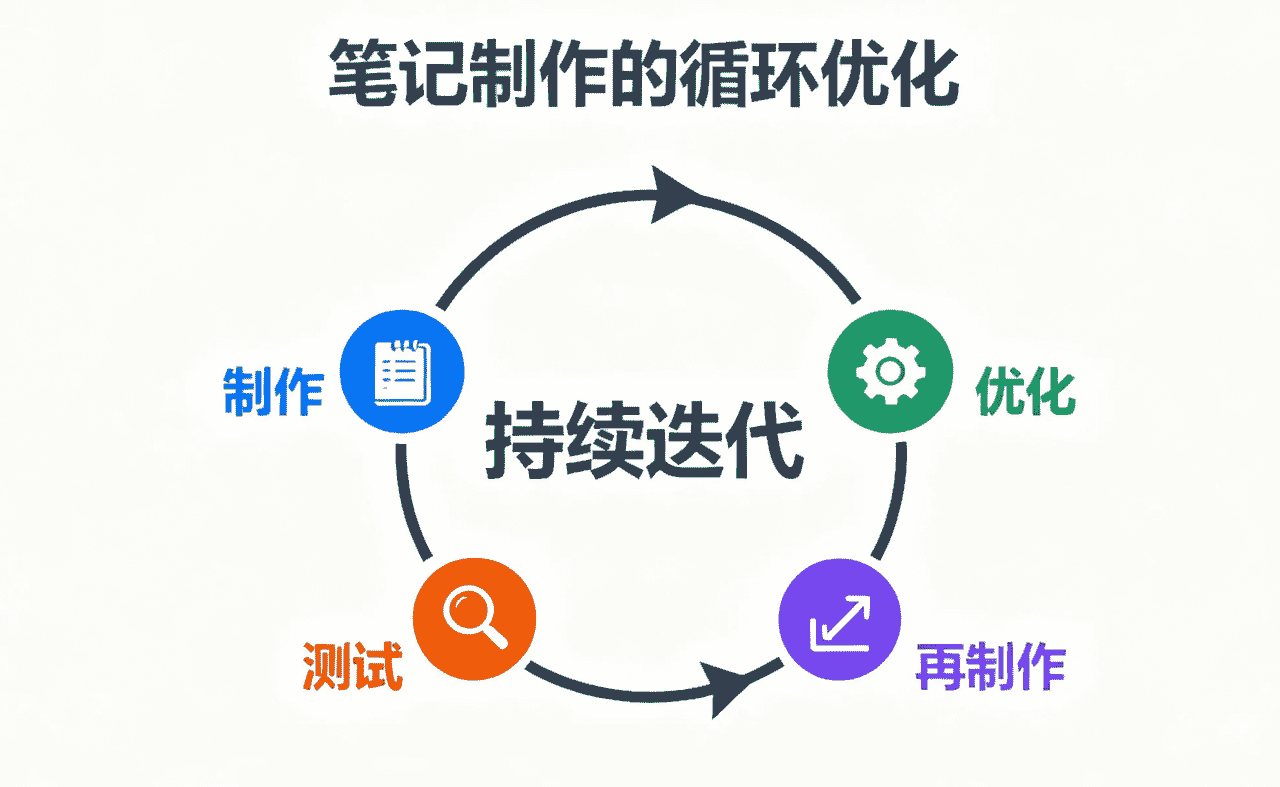 笔记制作的循环优化
制作
优化
持续迭代
测试
再制作